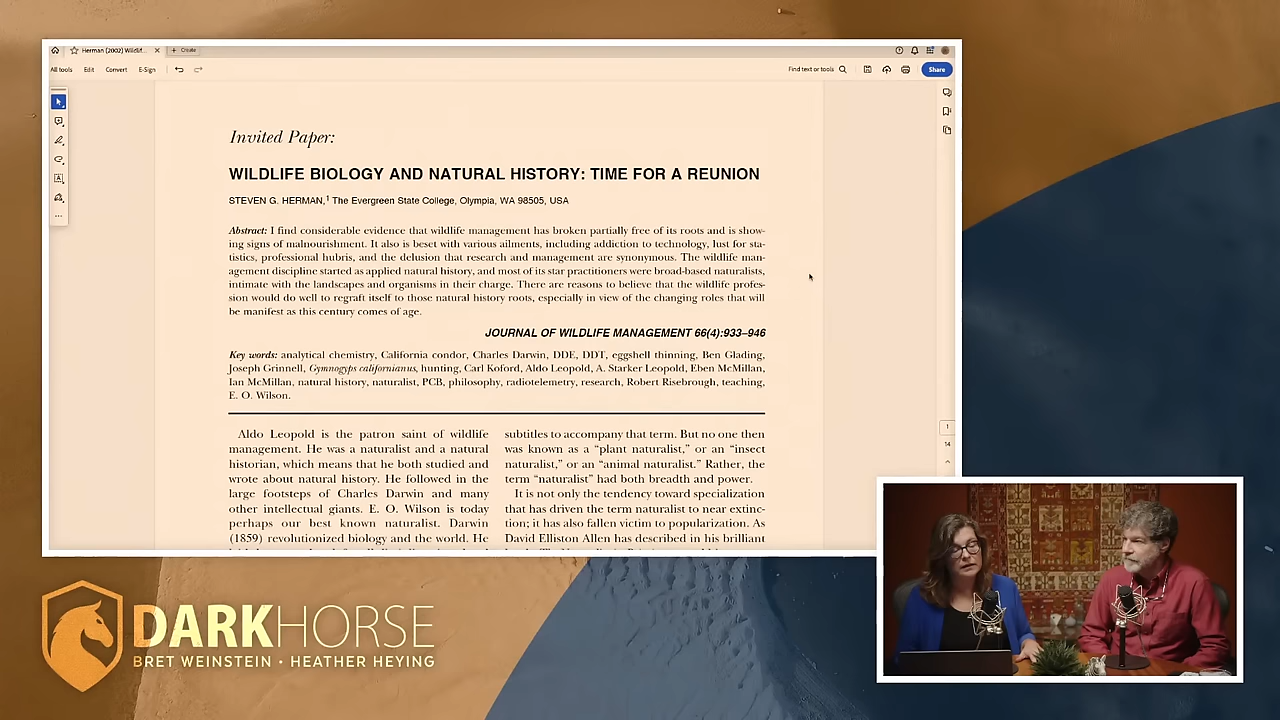 Herman (2002) Wildlif...
Create
All tools
Edit
Convert
E-Sign
Find text or tools
Share
Invited Paper:
WILDLIFE BIOLOGY AND NATURAL HISTORY: TIME FOR A REUNION
STEVEN G. HERMAN,1 The Evergreen State College, Olympia, WA 98505, USA
Abstract: I find considerable evidence that wildlife management has broken partially free of its roots and is show-
ing signs of malnourishment. It also is beset with various ailments, including addiction to technology, lust for sta-
tistics, professional hubris, and the delusion that research and management are synonymous. The wildlife man-
agement discipline started as applied natural history, and most of its star practitioners were broad-based naturalists,
intimate with the landscapes and organisms in their charge. There are reasons to believe that the wildlife profes-
sion would do well to regraft itself to those natural history roots, especially in view of the changing roles that will
be manifest as this century comes of age.
JOURNAL OF WILDLIFE MANAGEMENT 66(4):933–946
Key words: analytical chemistry, California condor, Charles Darwin, DDE, DDT, eggshell thinning, Ben Glading,
Joseph Grinnell, Gymnogyps californianus, hunting, Carl Koford, Aldo Leopold, A. Starker Leopold, Eben McMillan,
Ian McMillan, natural history, naturalist, PCB, philosophy, radiotelemetry, research, Robert Risebrough, teaching,
E. O. Wilson.
Aldo Leopold is the patron saint of wildlife
management. He was a naturalist and a natural
historian, which means that he both studied and
wrote about natural history. He followed in the
large footsteps of Charles Darwin and many
other intellectual giants. E. O. Wilson is today
perhaps our best known naturalist. Darwin
(1859) revolutionized biology and the world. He
subtitles to accompany that term. But no one then
was known as a “plant naturalist,” or an “insect
naturalist,” or an “animal naturalist.” Rather, the
term “naturalist” had both breadth and power.
It is not only the tendency toward specialization
that has driven the term naturalist to near extinc-
tion; it has also fallen victim to popularization. As
David Elliston Allen has described in his brilliant
1
14
DARKHORSE
BRET WEINSTEIN · HEATHER HEYING